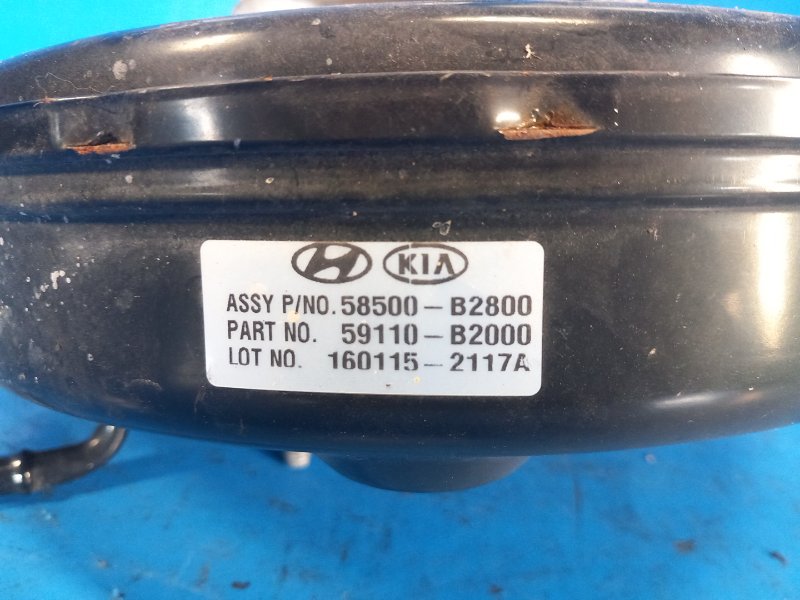 KIA
ASSY P/NO. 58500-B2800
PART NO. 59110-B2000
LOT NO. 160115-2117A